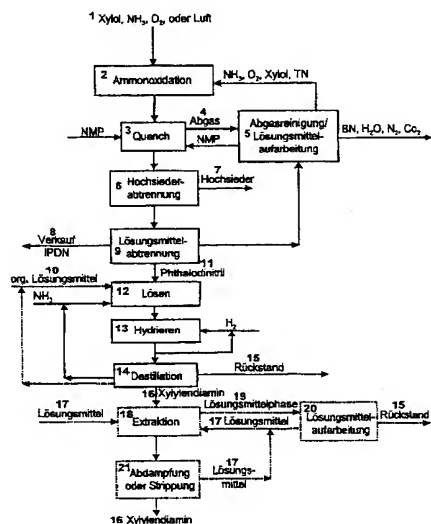 1 Xylol, NH₃, O₂, oder Luft
2 Ammonoxidation
NH₃, O₂, Xylol, TN
4 Abgas
NMP
3 Quench
NMP
Abgasreinigung/
5 Lösungsmittel-
aufarbeitung
BN, H₂O, N₂, Co₂
6 Hochsieder-
abtrennung
7 Hochsieder
8 Verkauf
IPDN
9 Lösungsmittel-
abtrennung
11 Phthalodinitril
10 org. Lösungsmittel
12 Lösen
NH₃
13 Hydrieren
H₂
14 Destillation
15 Rückstand
16 Xylylendiamin
17 Lösungsmittel
18 Extraktion
19 Lösungsmittelphase
17 Lösungsmittel
20 Lösungsmittel-
aufarbeitung
15 Rückstand
21 Abdampfung
oder Strippung
17 Lösungs-
mittel
16 Xylylendiamin